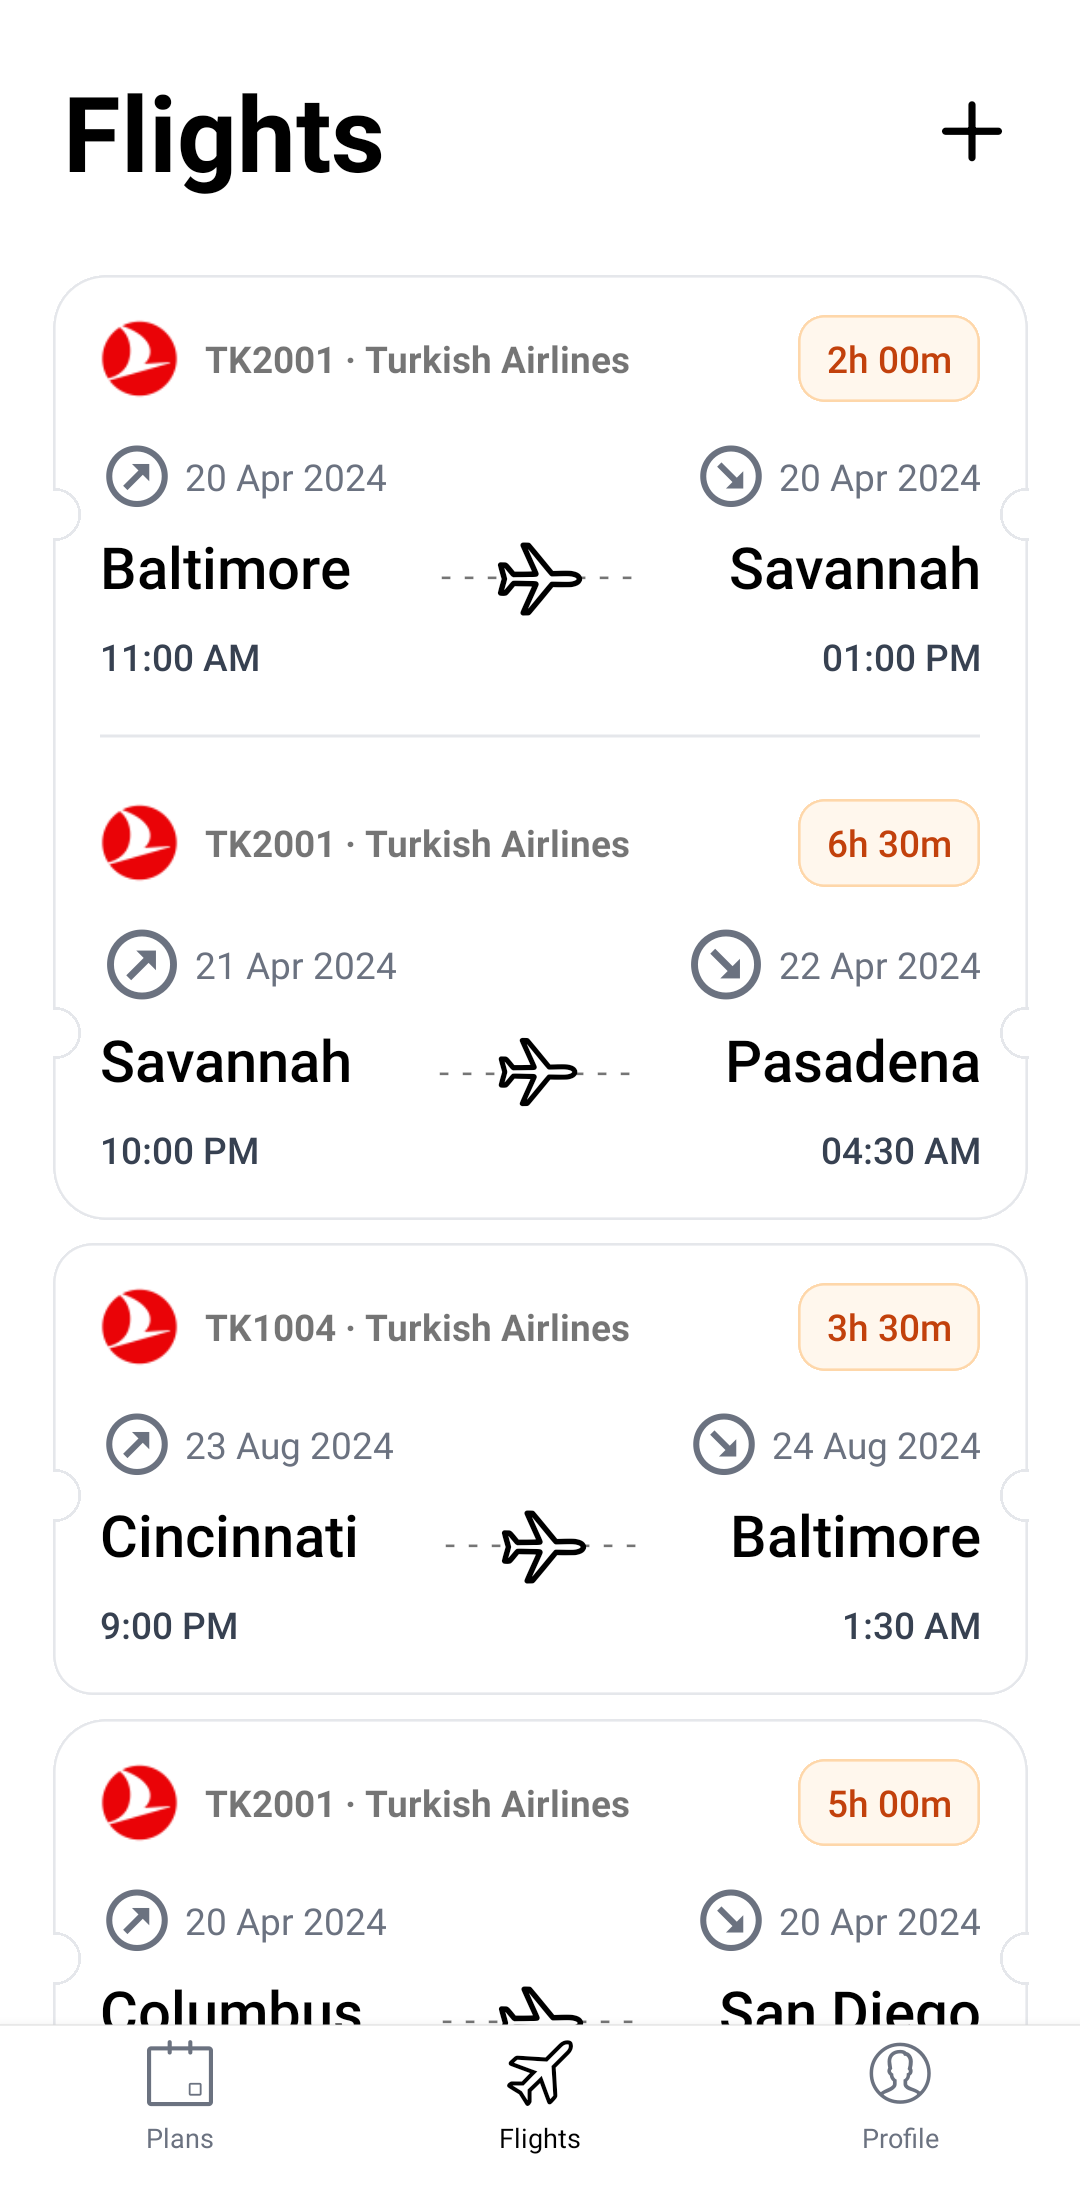 Flights
TK2001 · Turkish Airlines 2h 00m
20 Apr 2024 20 Apr 2024
Baltimore Savannah
11:00 AM 01:00 PM
TK2001 · Turkish Airlines 6h 30m
21 Apr 2024 22 Apr 2024
Savannah Pasadena
10:00 PM 04:30 AM
TK1004 · Turkish Airlines 3h 30m
23 Aug 2024 24 Aug 2024
Cincinnati Baltimore
9:00 PM 1:30 AM
TK2001 · Turkish Airlines 5h 00m
20 Apr 2024 20 Apr 2024
Columbus San Diego
Plans Flights Profile